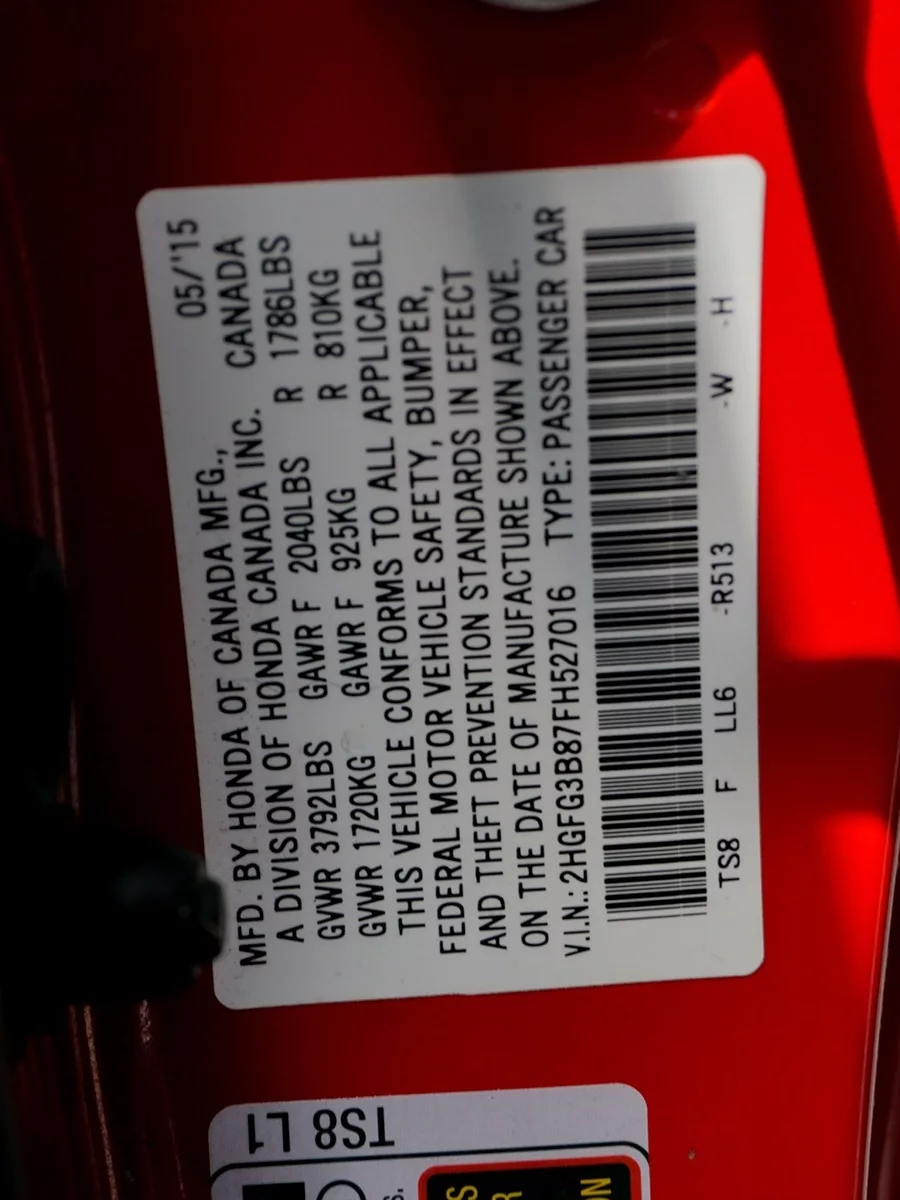 MFD. BY HONDA OF CANADA MFG., 05/'15
A DIVISION OF HONDA CANADA INC. CANADA
GVWR 3792LBS GAWR F 2040LBS R 1786LBS
GVWR 1720KG GAWR F 925KG R 810KG
THIS VEHICLE CONFORMS TO ALL APPLICABLE
FEDERAL MOTOR VEHICLE SAFETY, BUMPER,
AND THEFT PREVENTION STANDARDS IN EFFECT
ON THE DATE OF MANUFACTURE SHOWN ABOVE.
V.I.N.: 2HGFG3B87FH527016 TYPE: PASSENGER CAR
TS8 F LL6 -R513 -W -H
TS8 L1